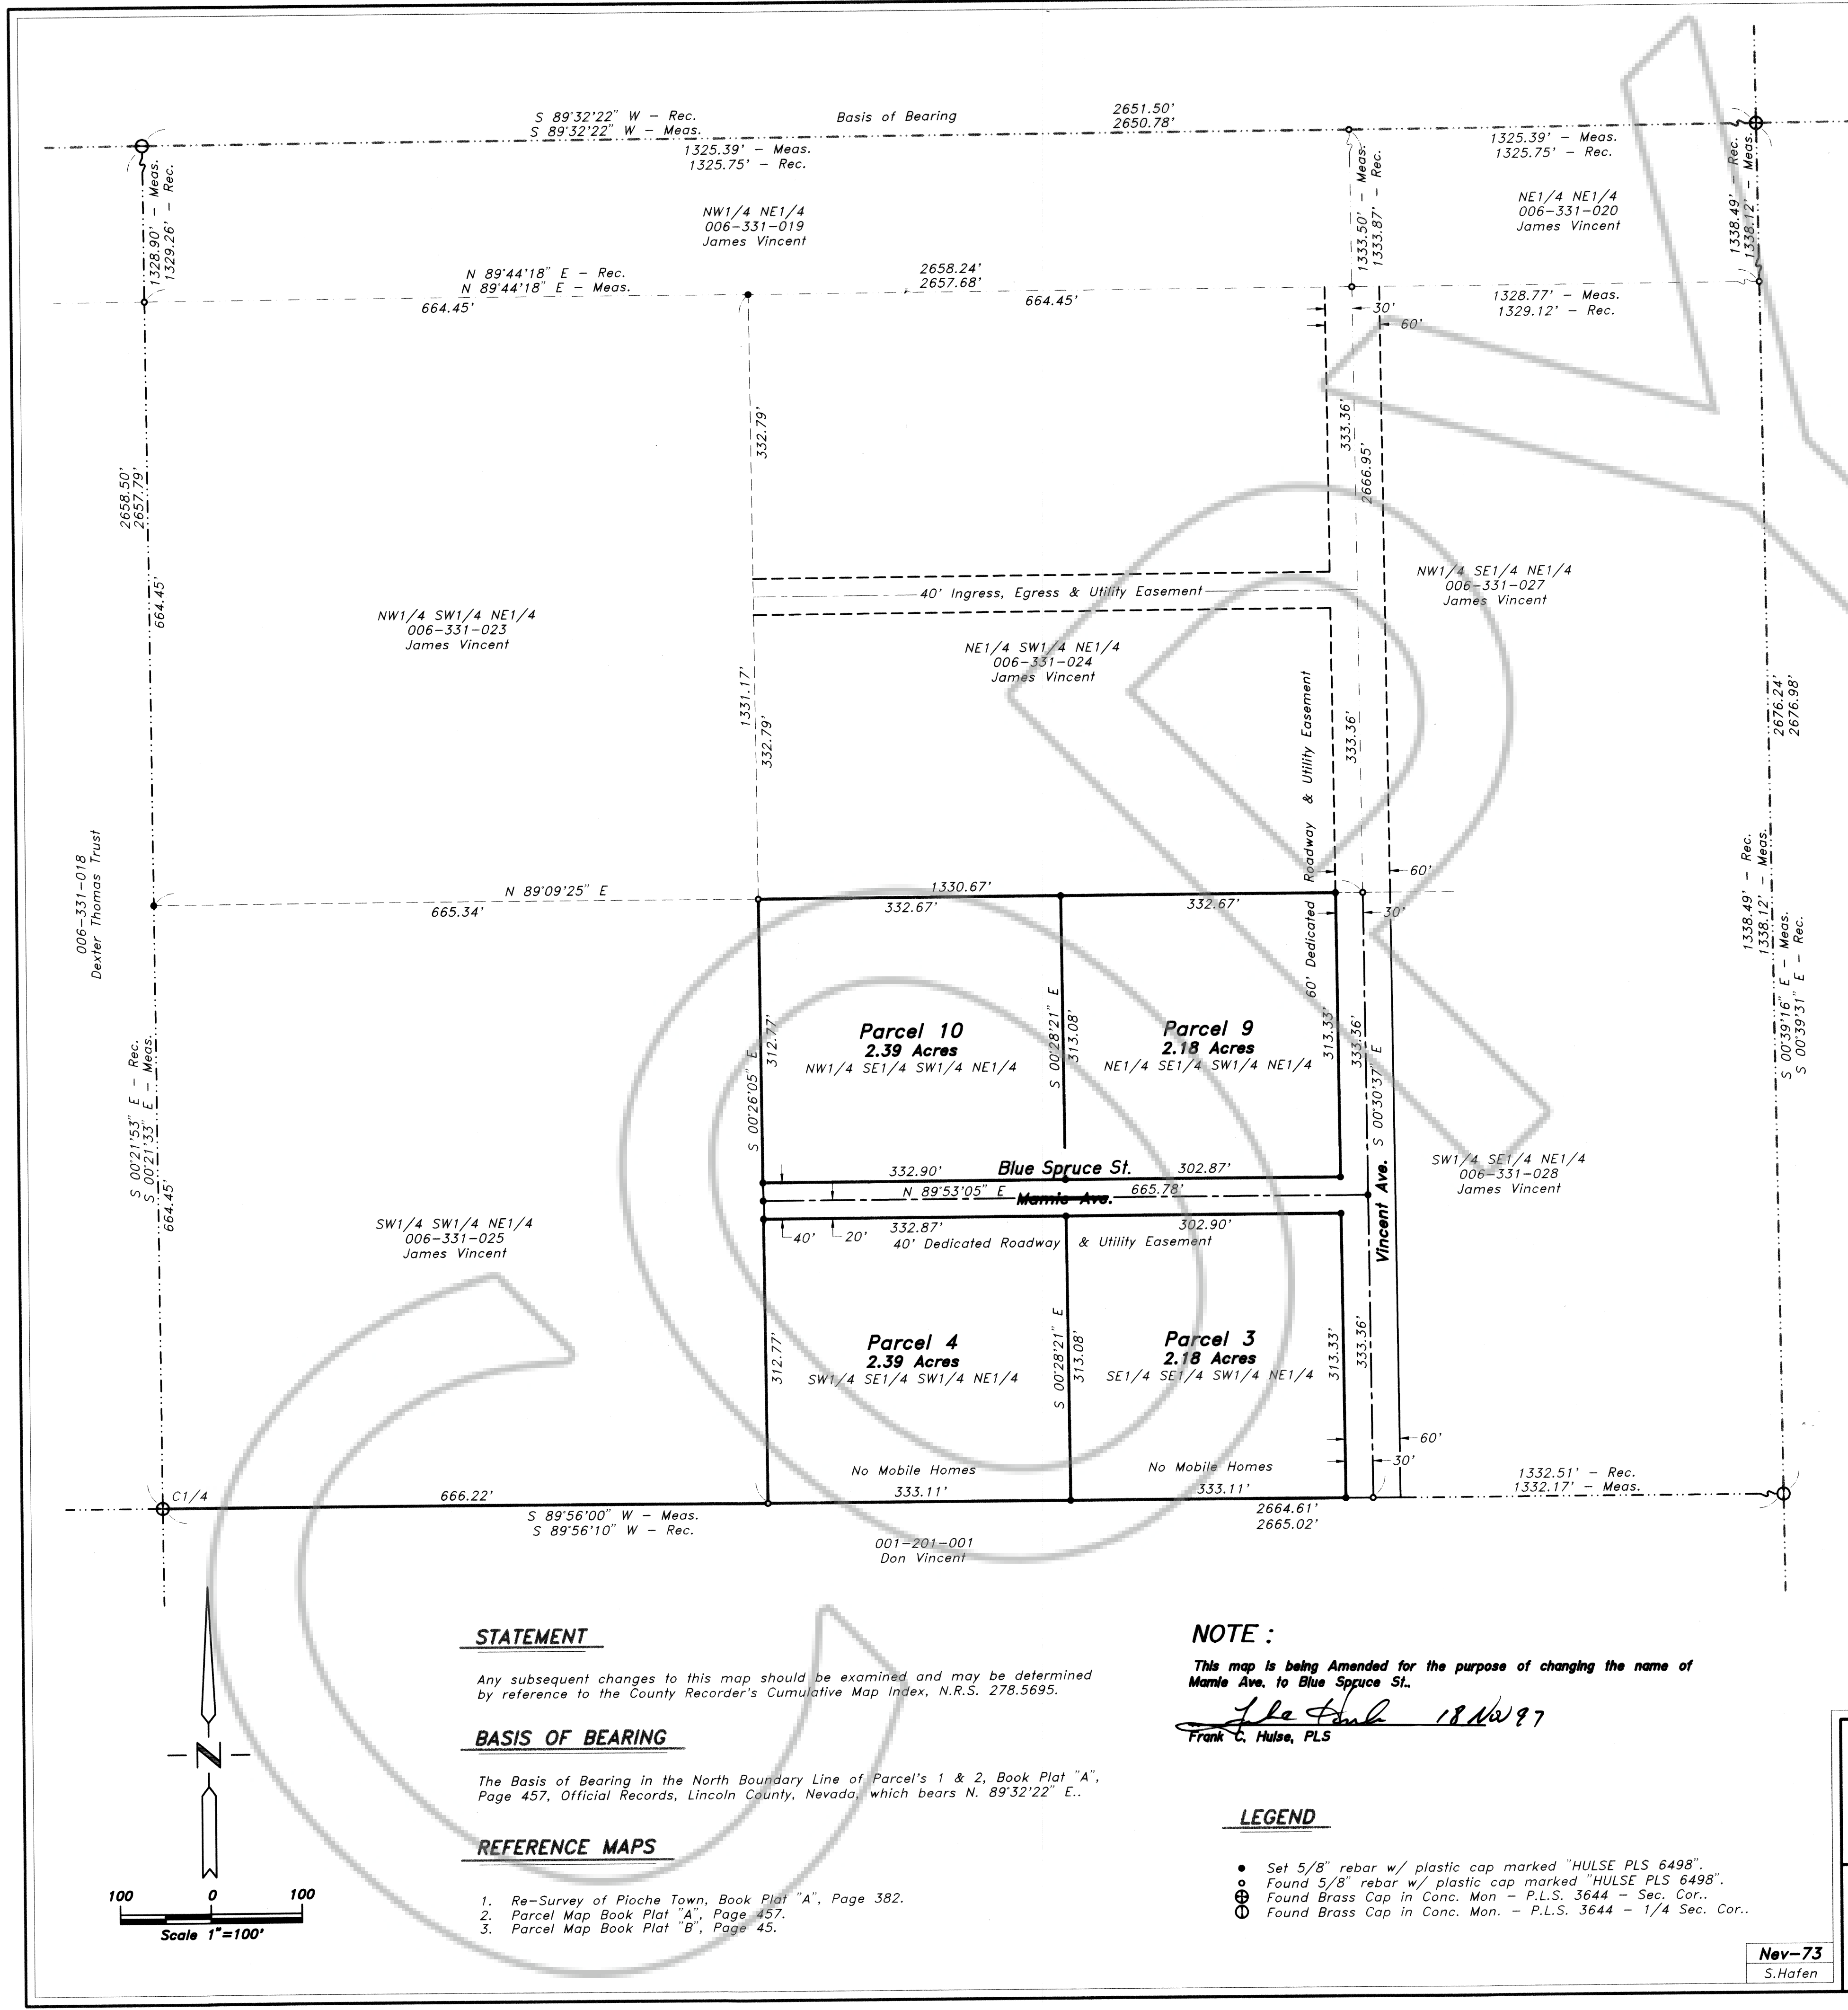 S 89°32'22" W – Rec.
S 89°32'22" W – Meas.
Basis of Bearing
2651.50'
2650.78'
1325.39' – Meas.
1325.75' – Rec.
1325.39' – Meas.
1325.75' – Rec.
1328.90' – Meas.
1329.26' – Rec.
1333.50' – Meas.
1333.87' – Rec.
1338.49' – Rec.
1338.12' – Meas.
NW1/4 NE1/4
006-331-019
James Vincent
NE1/4 NE1/4
006-331-020
James Vincent
N 89°44'18" E – Rec.
N 89°44'18" E – Meas.
2658.24'
2657.68'
664.45'
664.45'
1328.77' – Meas.
1329.12' – Rec.
30'
60'
332.79'
333.36'
2666.95'
2658.50'
2657.79'
664.45'
40' Ingress, Egress & Utility Easement
NW1/4 SW1/4 NE1/4
006-331-023
James Vincent
NE1/4 SW1/4 NE1/4
006-331-024
James Vincent
NW1/4 SE1/4 NE1/4
006-331-027
James Vincent
1331.17'
332.79'
333.36'
60' Dedicated Roadway & Utility Easement
2676.24'
2676.98'
006-331-018
Dexter Thomas Trust
N 89°09'25" E
665.34'
1330.67'
332.67'
332.67'
60'
30'
1338.49' – Rec.
1338.12' – Meas.
S 00°39'16" E – Meas.
S 00°39'31" E – Rec.
S 00°21'53" E – Rec.
S 00°21'33" E – Meas.
664.45'
S 00°26'05" E
312.77'
Parcel 10
2.39 Acres
NW1/4 SE1/4 SW1/4 NE1/4
S 00°28'21" E
313.08'
Parcel 9
2.18 Acres
NE1/4 SE1/4 SW1/4 NE1/4
313.33'
333.36'
S 00°30'37" E
Vincent Ave.
332.90'
Blue Spruce St.
302.87'
N 89°53'05" E
Mamie Ave.
665.78'
332.87'
302.90'
40'
20'
40' Dedicated Roadway & Utility Easement
SW1/4 SW1/4 NE1/4
006-331-025
James Vincent
SW1/4 SE1/4 NE1/4
006-331-028
James Vincent
312.77'
Parcel 4
2.39 Acres
SW1/4 SE1/4 SW1/4 NE1/4
S 00°28'21" E
313.08'
Parcel 3
2.18 Acres
SE1/4 SE1/4 SW1/4 NE1/4
313.33'
333.36'
60'
30'
No Mobile Homes
No Mobile Homes
C1/4
666.22'
333.11'
333.11'
1332.51' – Rec.
1332.17' – Meas.
S 89°56'00" W – Meas.
S 89°56'10" W – Rec.
2664.61'
2665.02'
001-201-001
Don Vincent
COPY
STATEMENT
Any subsequent changes to this map should be examined and may be determined
by reference to the County Recorder's Cumulative Map Index, N.R.S. 278.5695.
BASIS OF BEARING
The Basis of Bearing in the North Boundary Line of Parcel's 1 & 2, Book Plat "A",
Page 457, Official Records, Lincoln County, Nevada, which bears N. 89°32'22" E..
REFERENCE MAPS
1. Re-Survey of Pioche Town, Book Plat "A", Page 382.
2. Parcel Map Book Plat "A", Page 457.
3. Parcel Map Book Plat "B", Page 45.
N
100 0 100
Scale 1"=100'
NOTE :
This map is being Amended for the purpose of changing the name of
Mamie Ave. to Blue Spruce St..
18 Nov 97
Frank C. Hulse, PLS
LEGEND
Set 5/8" rebar w/ plastic cap marked "HULSE PLS 6498".
Found 5/8" rebar w/ plastic cap marked "HULSE PLS 6498".
Found Brass Cap in Conc. Mon – P.L.S. 3644 – Sec. Cor..
Found Brass Cap in Conc. Mon. – P.L.S. 3644 – 1/4 Sec. Cor..
Nev-73
S.Hafen